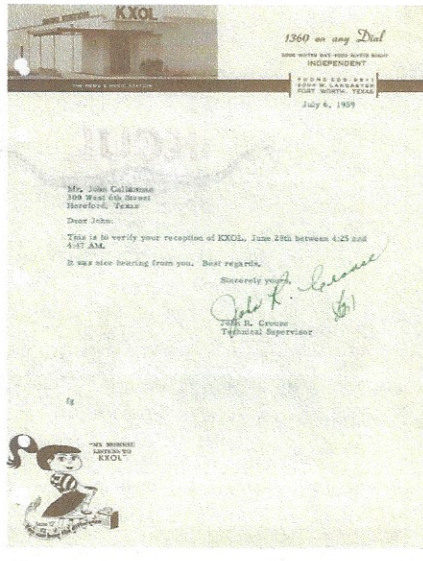 KXOL
1360 on any Dial
INDEPENDENT
THE NEWS & MUSIC STATION
FORT WORTH, TEXAS
July 6, 1959
Mr. John Callarman
300 West 6th Street
Hereford, Texas
Dear John:
This is to verify your reception of KXOL, June 28th between 4:25 and
4:47 AM.
It was nice hearing from you. Best regards.
Sincerely yours,
John R. Crouse
Technical Supervisor
"MY MOMMIE
LISTENS TO
KXOL"